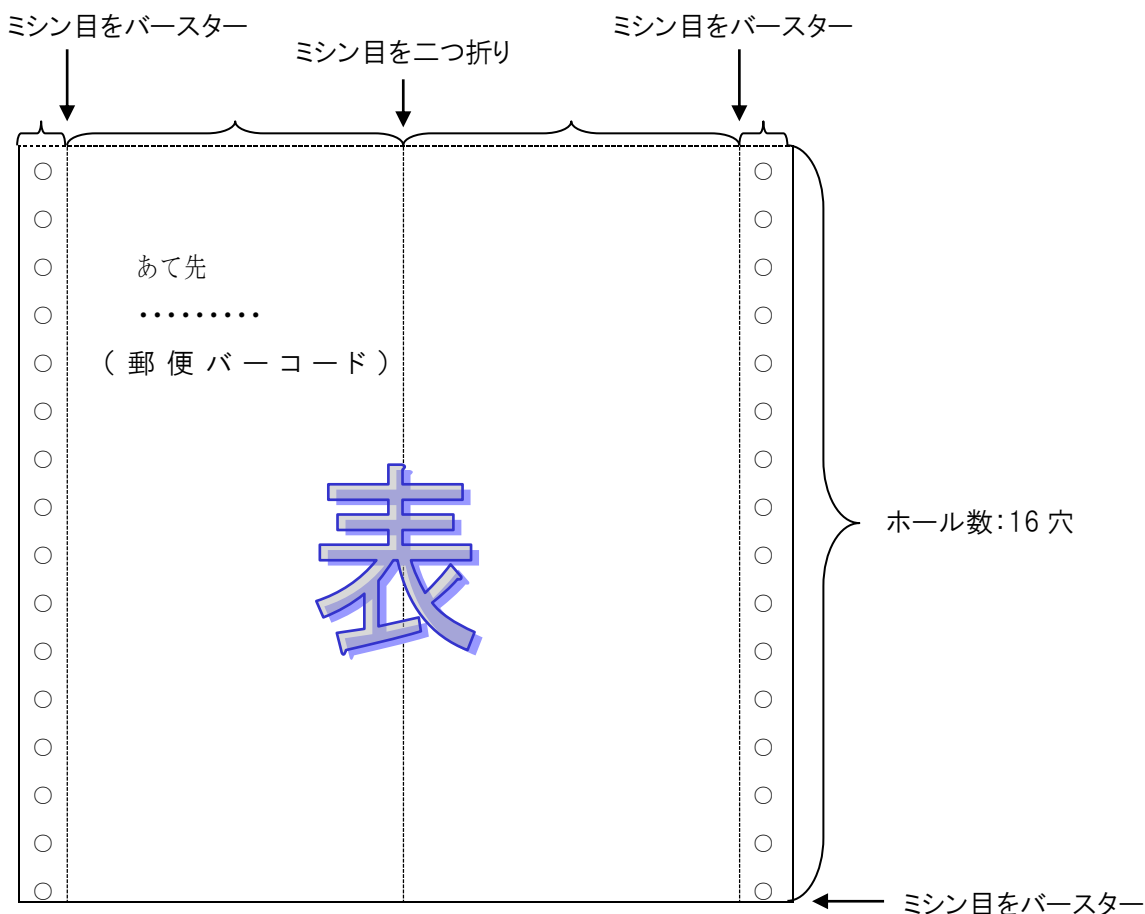 ミシン目をバースター
ミシン目を二つ折り
ミシン目をバースター
あて先
・・・・・・・・・
(郵便バーコード)
表
ホール数:16 穴
ミシン目をバースター